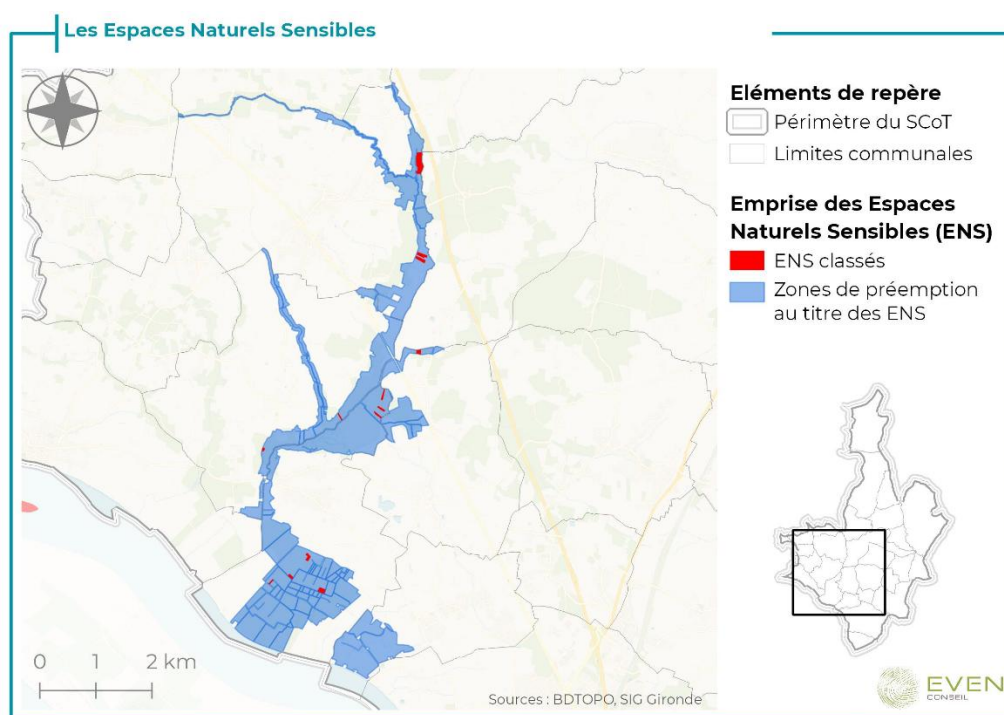 Les Espaces Naturels Sensibles
Eléments de repère
Périmètre du SCoT
Limites communales
Emprise des Espaces
Naturels Sensibles (ENS)
ENS classés
Zones de préemption
au titre des ENS
0 1 2 km
Sources : BDTOPO, SIG Gironde
EVEN
CONSEIL